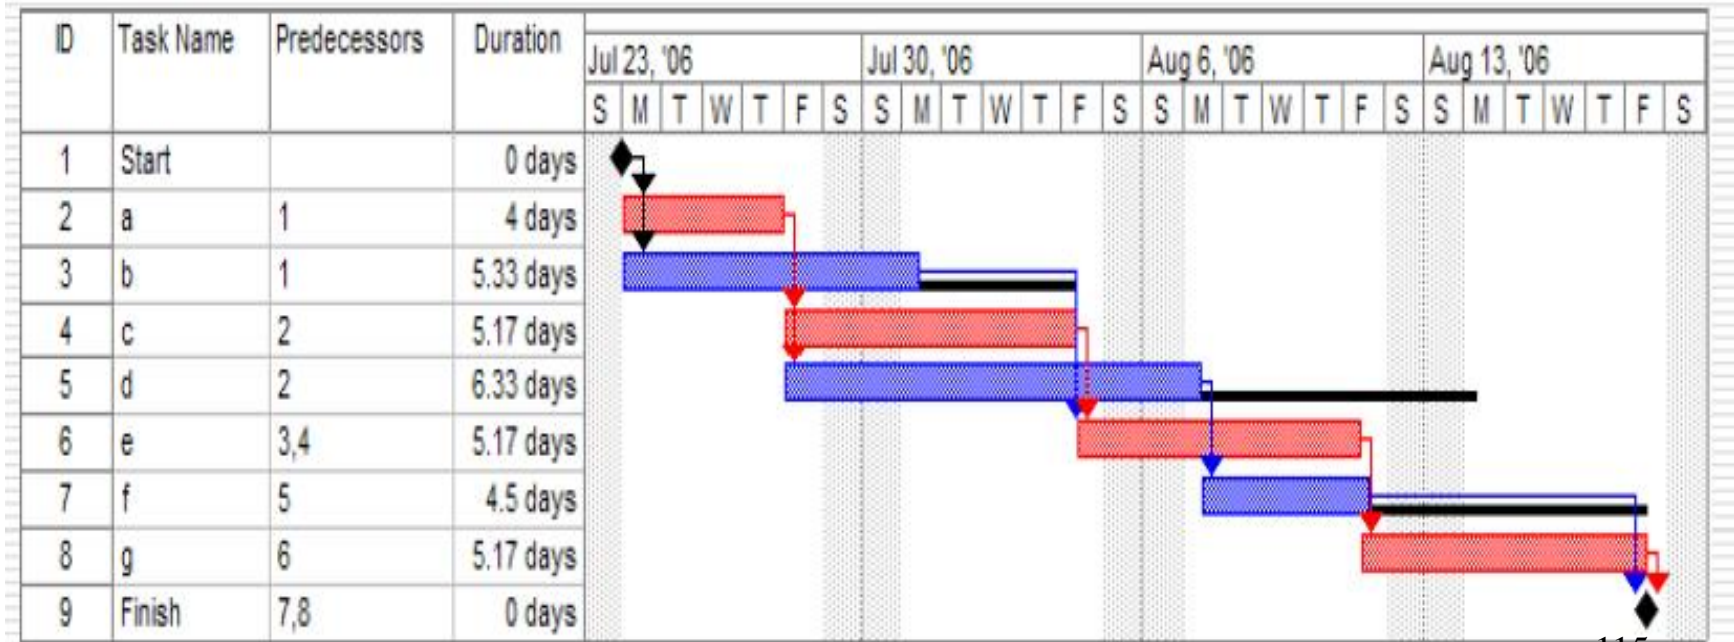 ID Task Name Predecessors Duration
Jul 23, '06 Jul 30, '06 Aug 6, '06 Aug 13, '06
S M T W T F S S M T W T F S S M T W T F S S M T W T F S
1 Start 0 days
2 a 1 4 days
3 b 1 5.33 days
4 c 2 5.17 days
5 d 2 6.33 days
6 e 3,4 5.17 days
7 f 5 4.5 days
8 g 6 5.17 days
9 Finish 7,8 0 days